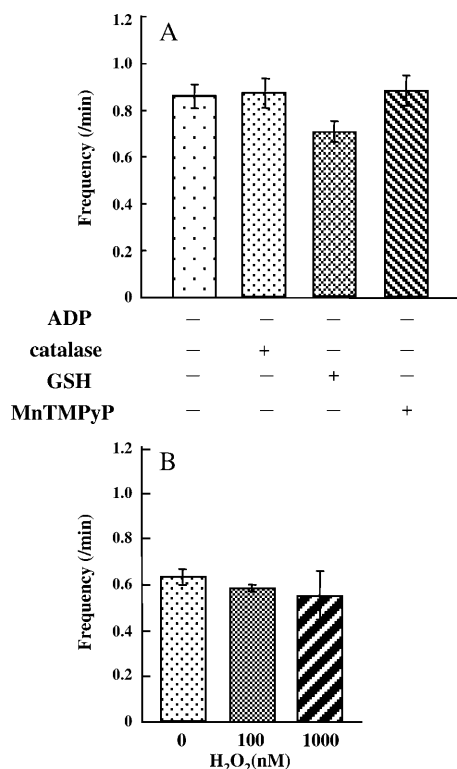 A
1.2
1.0
0.8
0.6
0.4
0.2
0
Frequency (/min)
ADP − − − −
catalase − + − −
GSH − − + −
MnTMPyP − − − +
B
1.2
1.0
0.8
0.6
0.4
0.2
0
Frequency (/min)
0 100 1000
H₂O₂(nM)